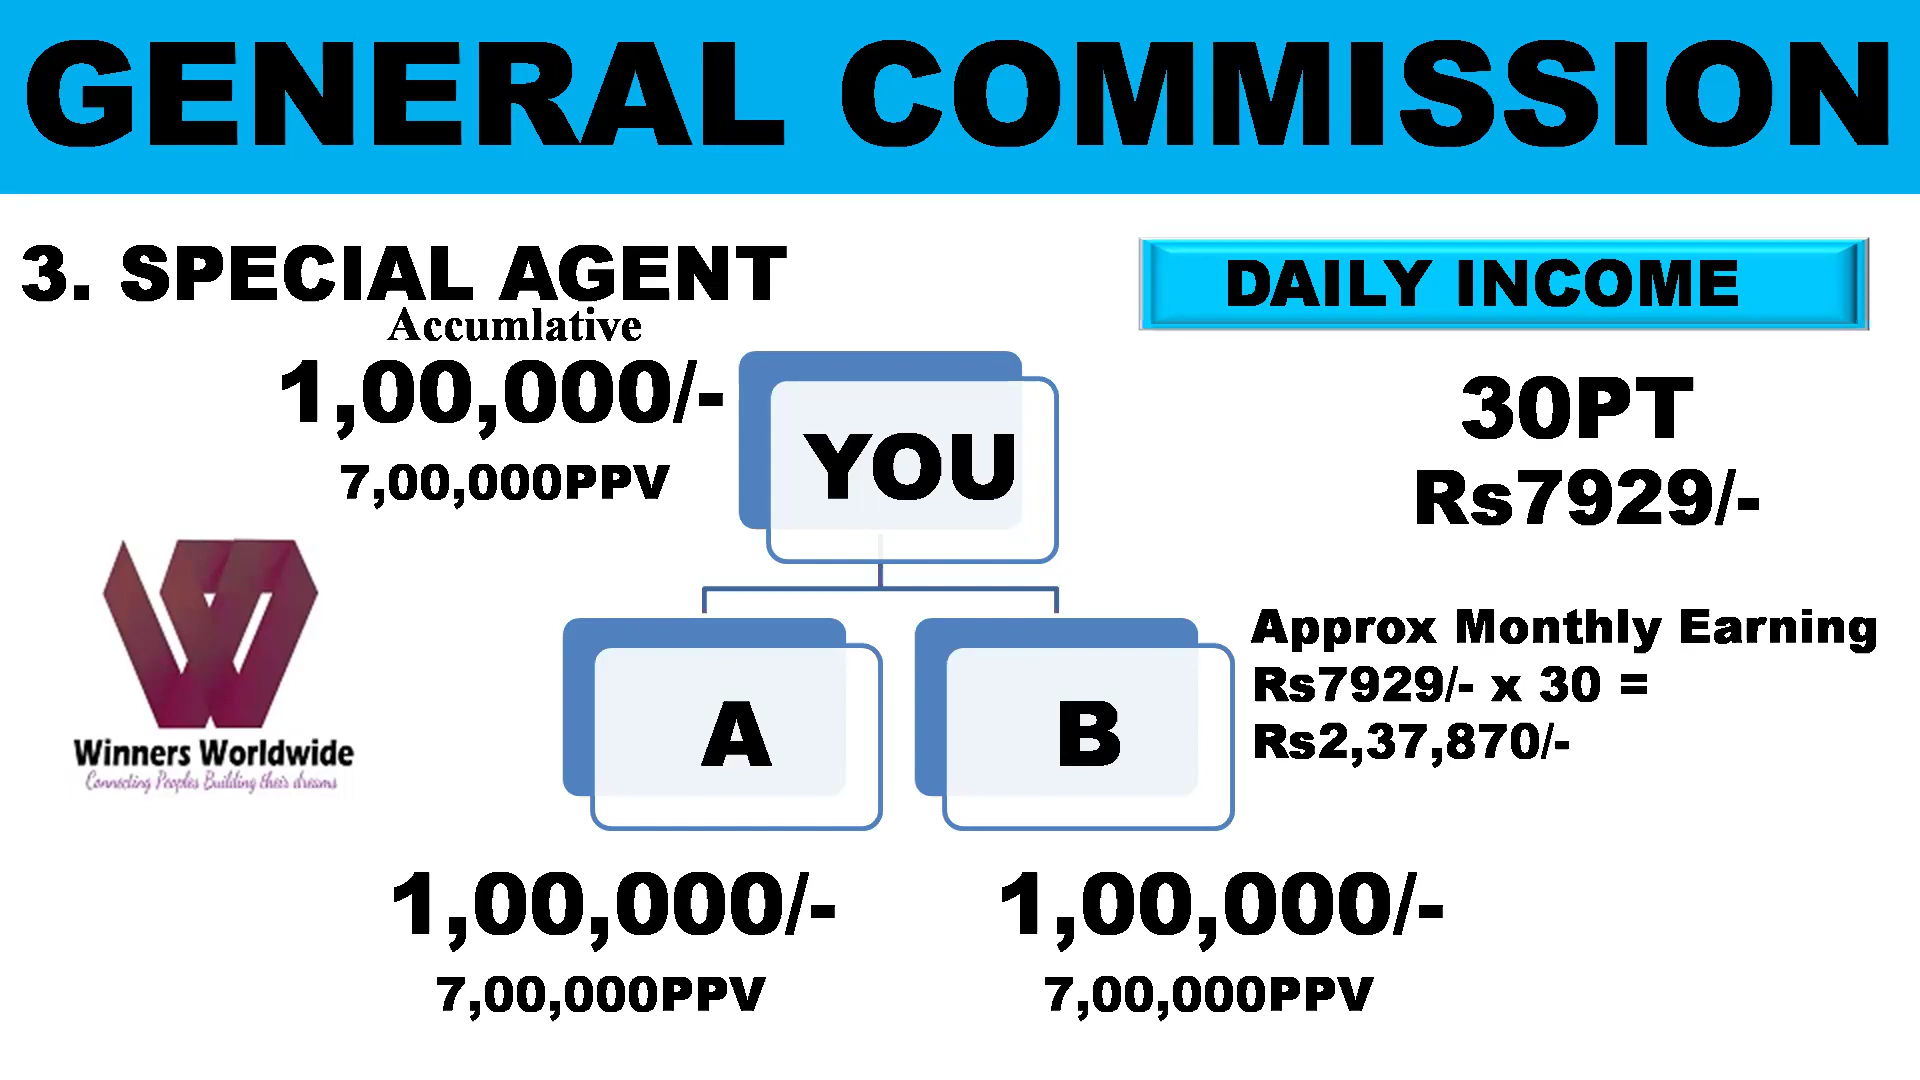 GENERAL COMMISSION
3. SPECIAL AGENT
Accumlative
1,00,000/-
7,00,000PPV
DAILY INCOME
30PT
Rs7929/-
YOU
Approx Monthly Earning
Rs7929/- x 30 =
Rs2,37,870/-
A
B
Winners Worldwide
Connecting Peoples Building their dreams
1,00,000/-
7,00,000PPV
1,00,000/-
7,00,000PPV